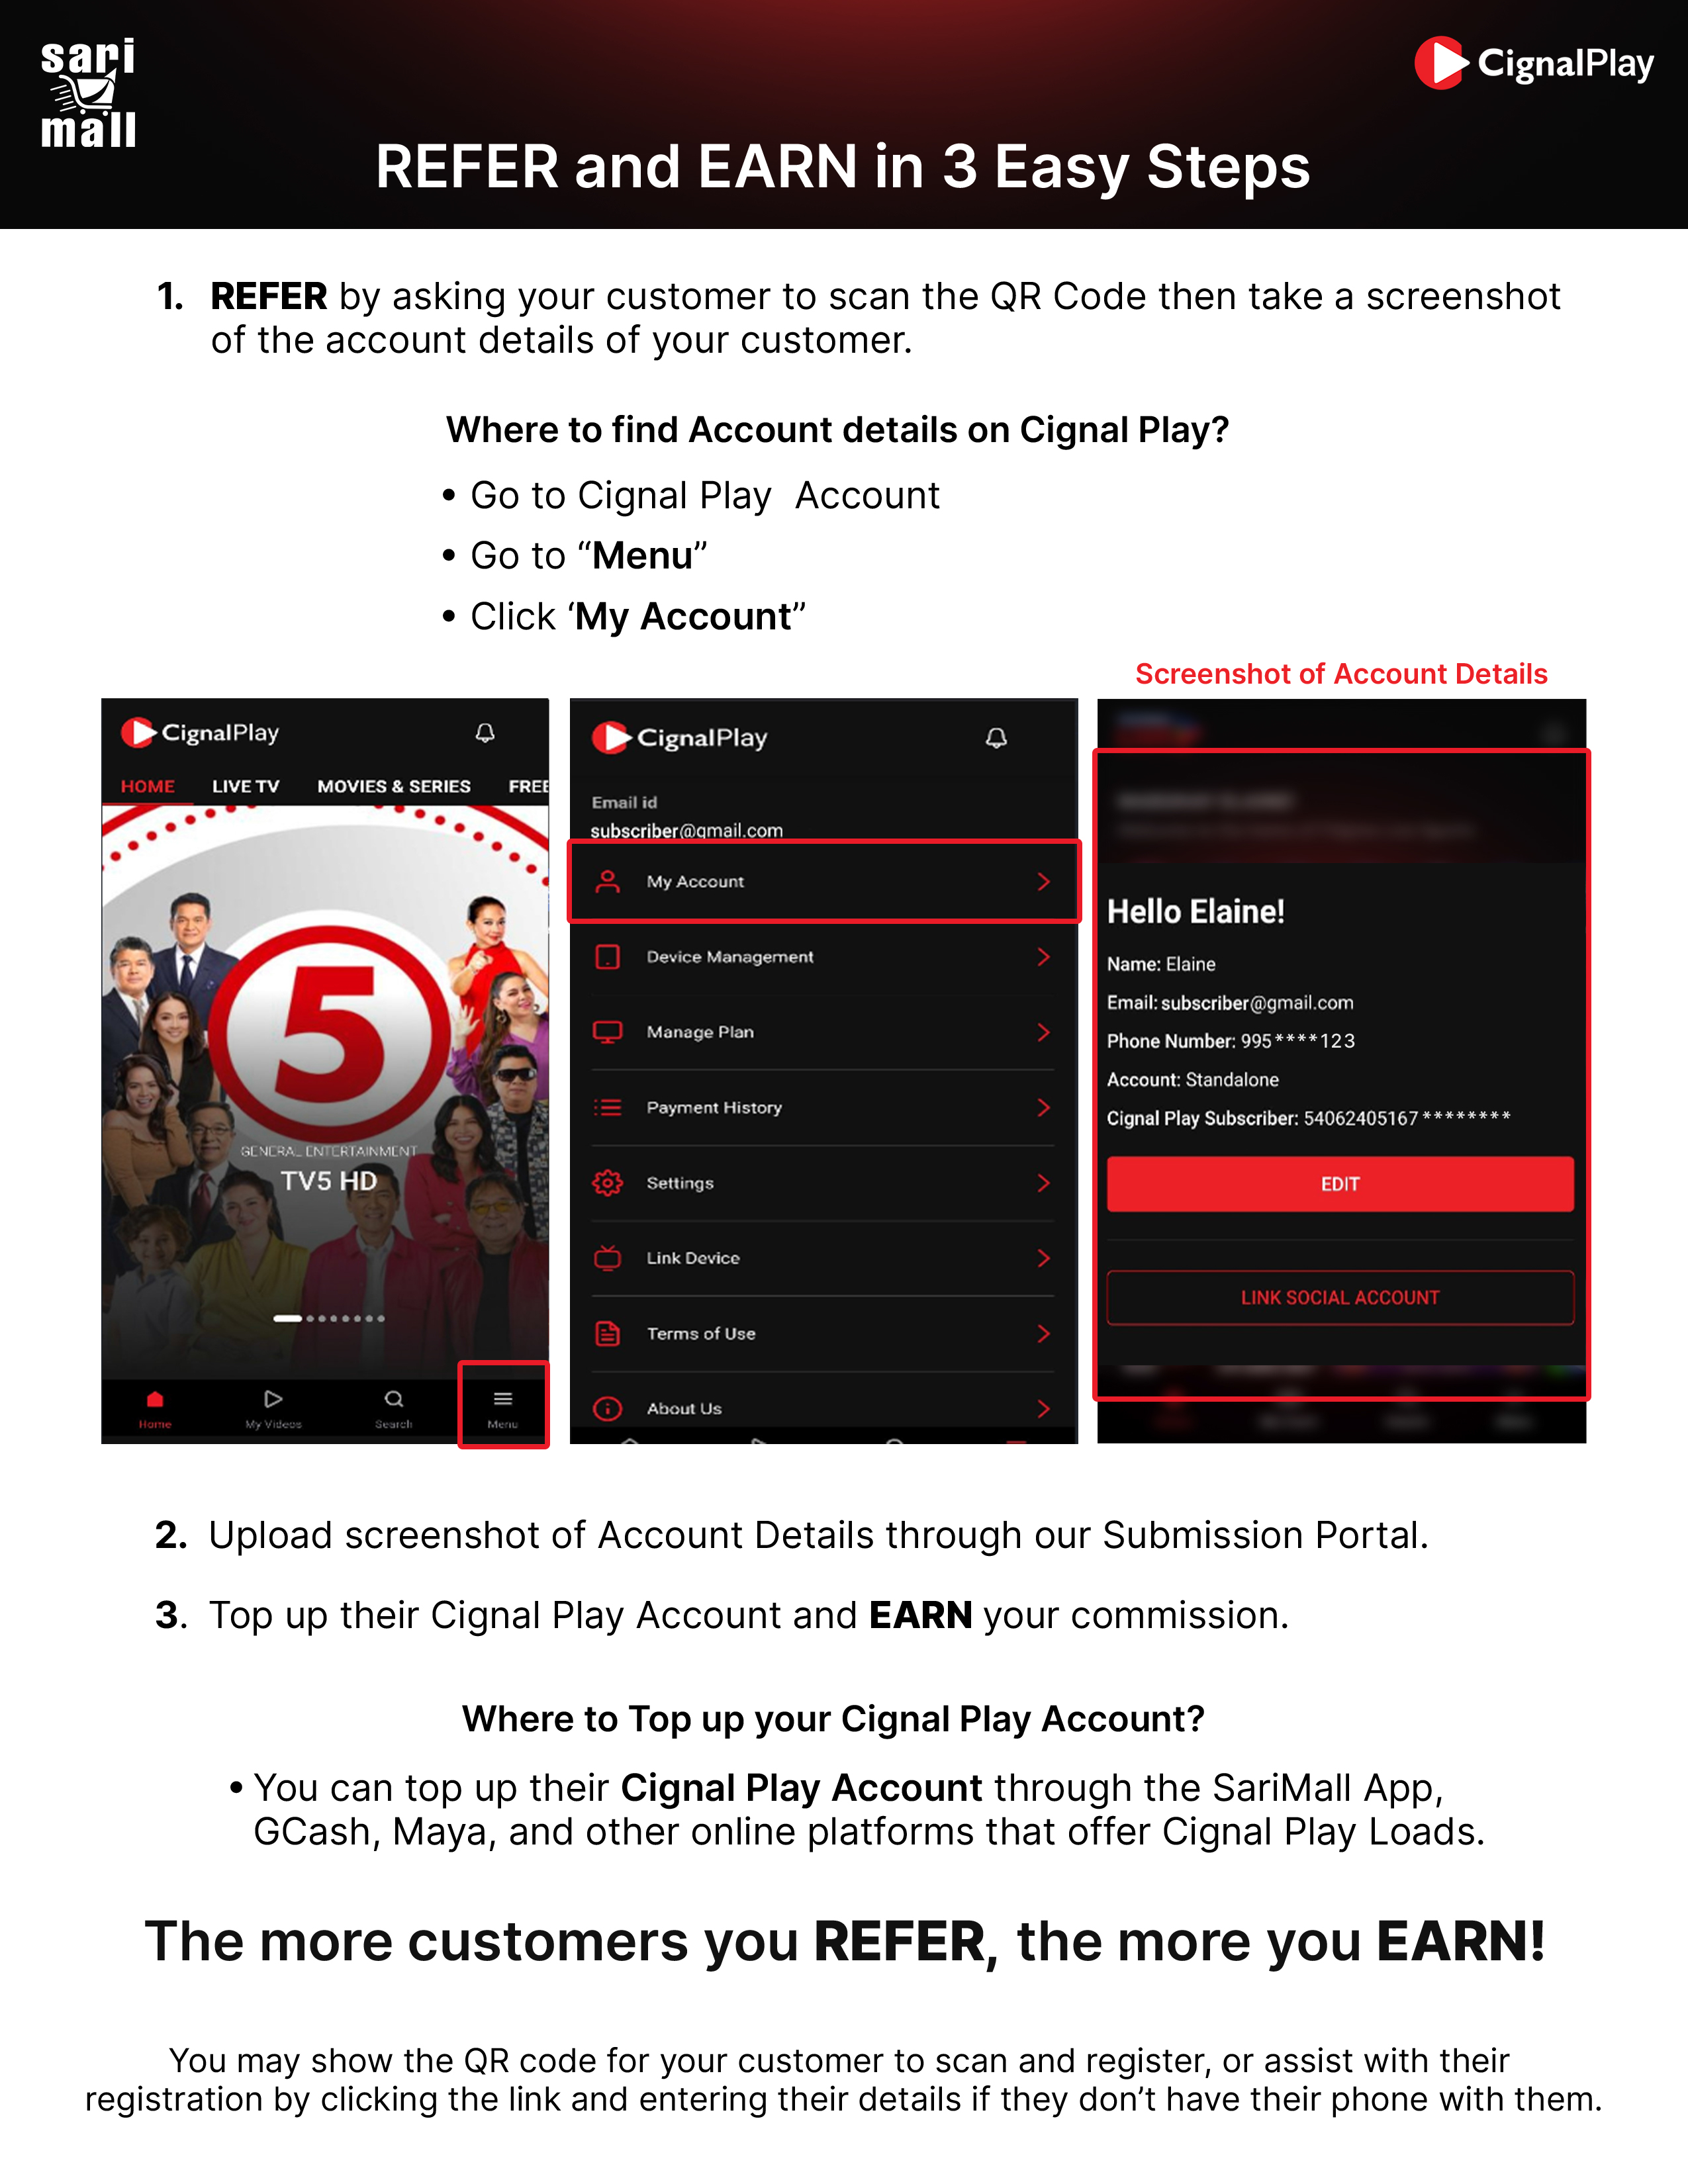 sari
mall
CignalPlay
REFER and EARN in 3 Easy Steps
1. REFER by asking your customer to scan the QR Code then take a screenshot
of the account details of your customer.
Where to find Account details on Cignal Play?
• Go to Cignal Play  Account
• Go to “Menu”
• Click ‘My Account”
Screenshot of Account Details
CignalPlay
HOME LIVE TV MOVIES & SERIES FREE
5
GENERAL ENTERTAINMENT
TV5 HD
Home My Videos Search Menu
CignalPlay
Email id
subscriber@gmail.com
My Account
Device Management
Manage Plan
Payment History
Settings
Link Device
Terms of Use
About Us
Hello Elaine!
Name: Elaine
Email: subscriber@gmail.com
Phone Number: 995****123
Account: Standalone
Cignal Play Subscriber: 54062405167********
EDIT
LINK SOCIAL ACCOUNT
2. Upload screenshot of Account Details through our Submission Portal.
3. Top up their Cignal Play Account and EARN your commission.
Where to Top up your Cignal Play Account?
• You can top up their Cignal Play Account through the SariMall App,
GCash, Maya, and other online platforms that offer Cignal Play Loads.
The more customers you REFER, the more you EARN!
You may show the QR code for your customer to scan and register, or assist with their
registration by clicking the link and entering their details if they don’t have their phone with them.